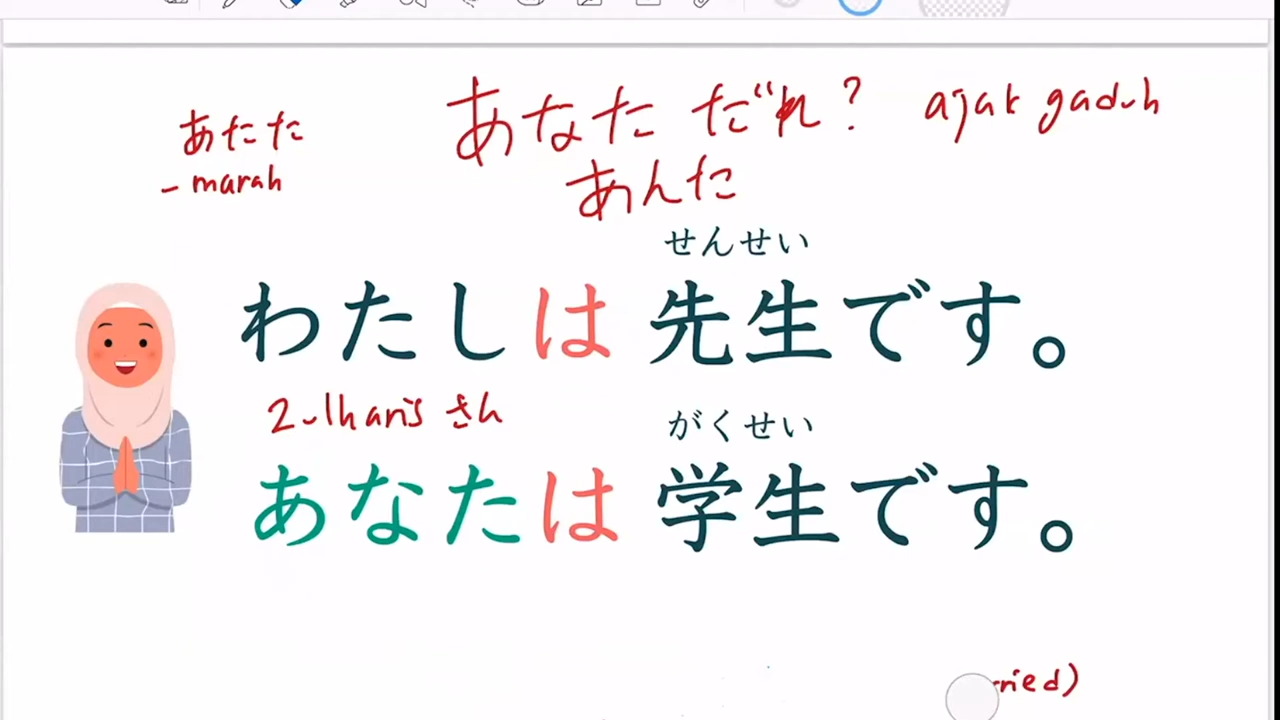 あなた だれ? ajak gaduh
あたた
- marah
あんた
せんせい
わたしは 先生です。
Zulhanis さん
がくせい
あなたは 学生です。
rried)